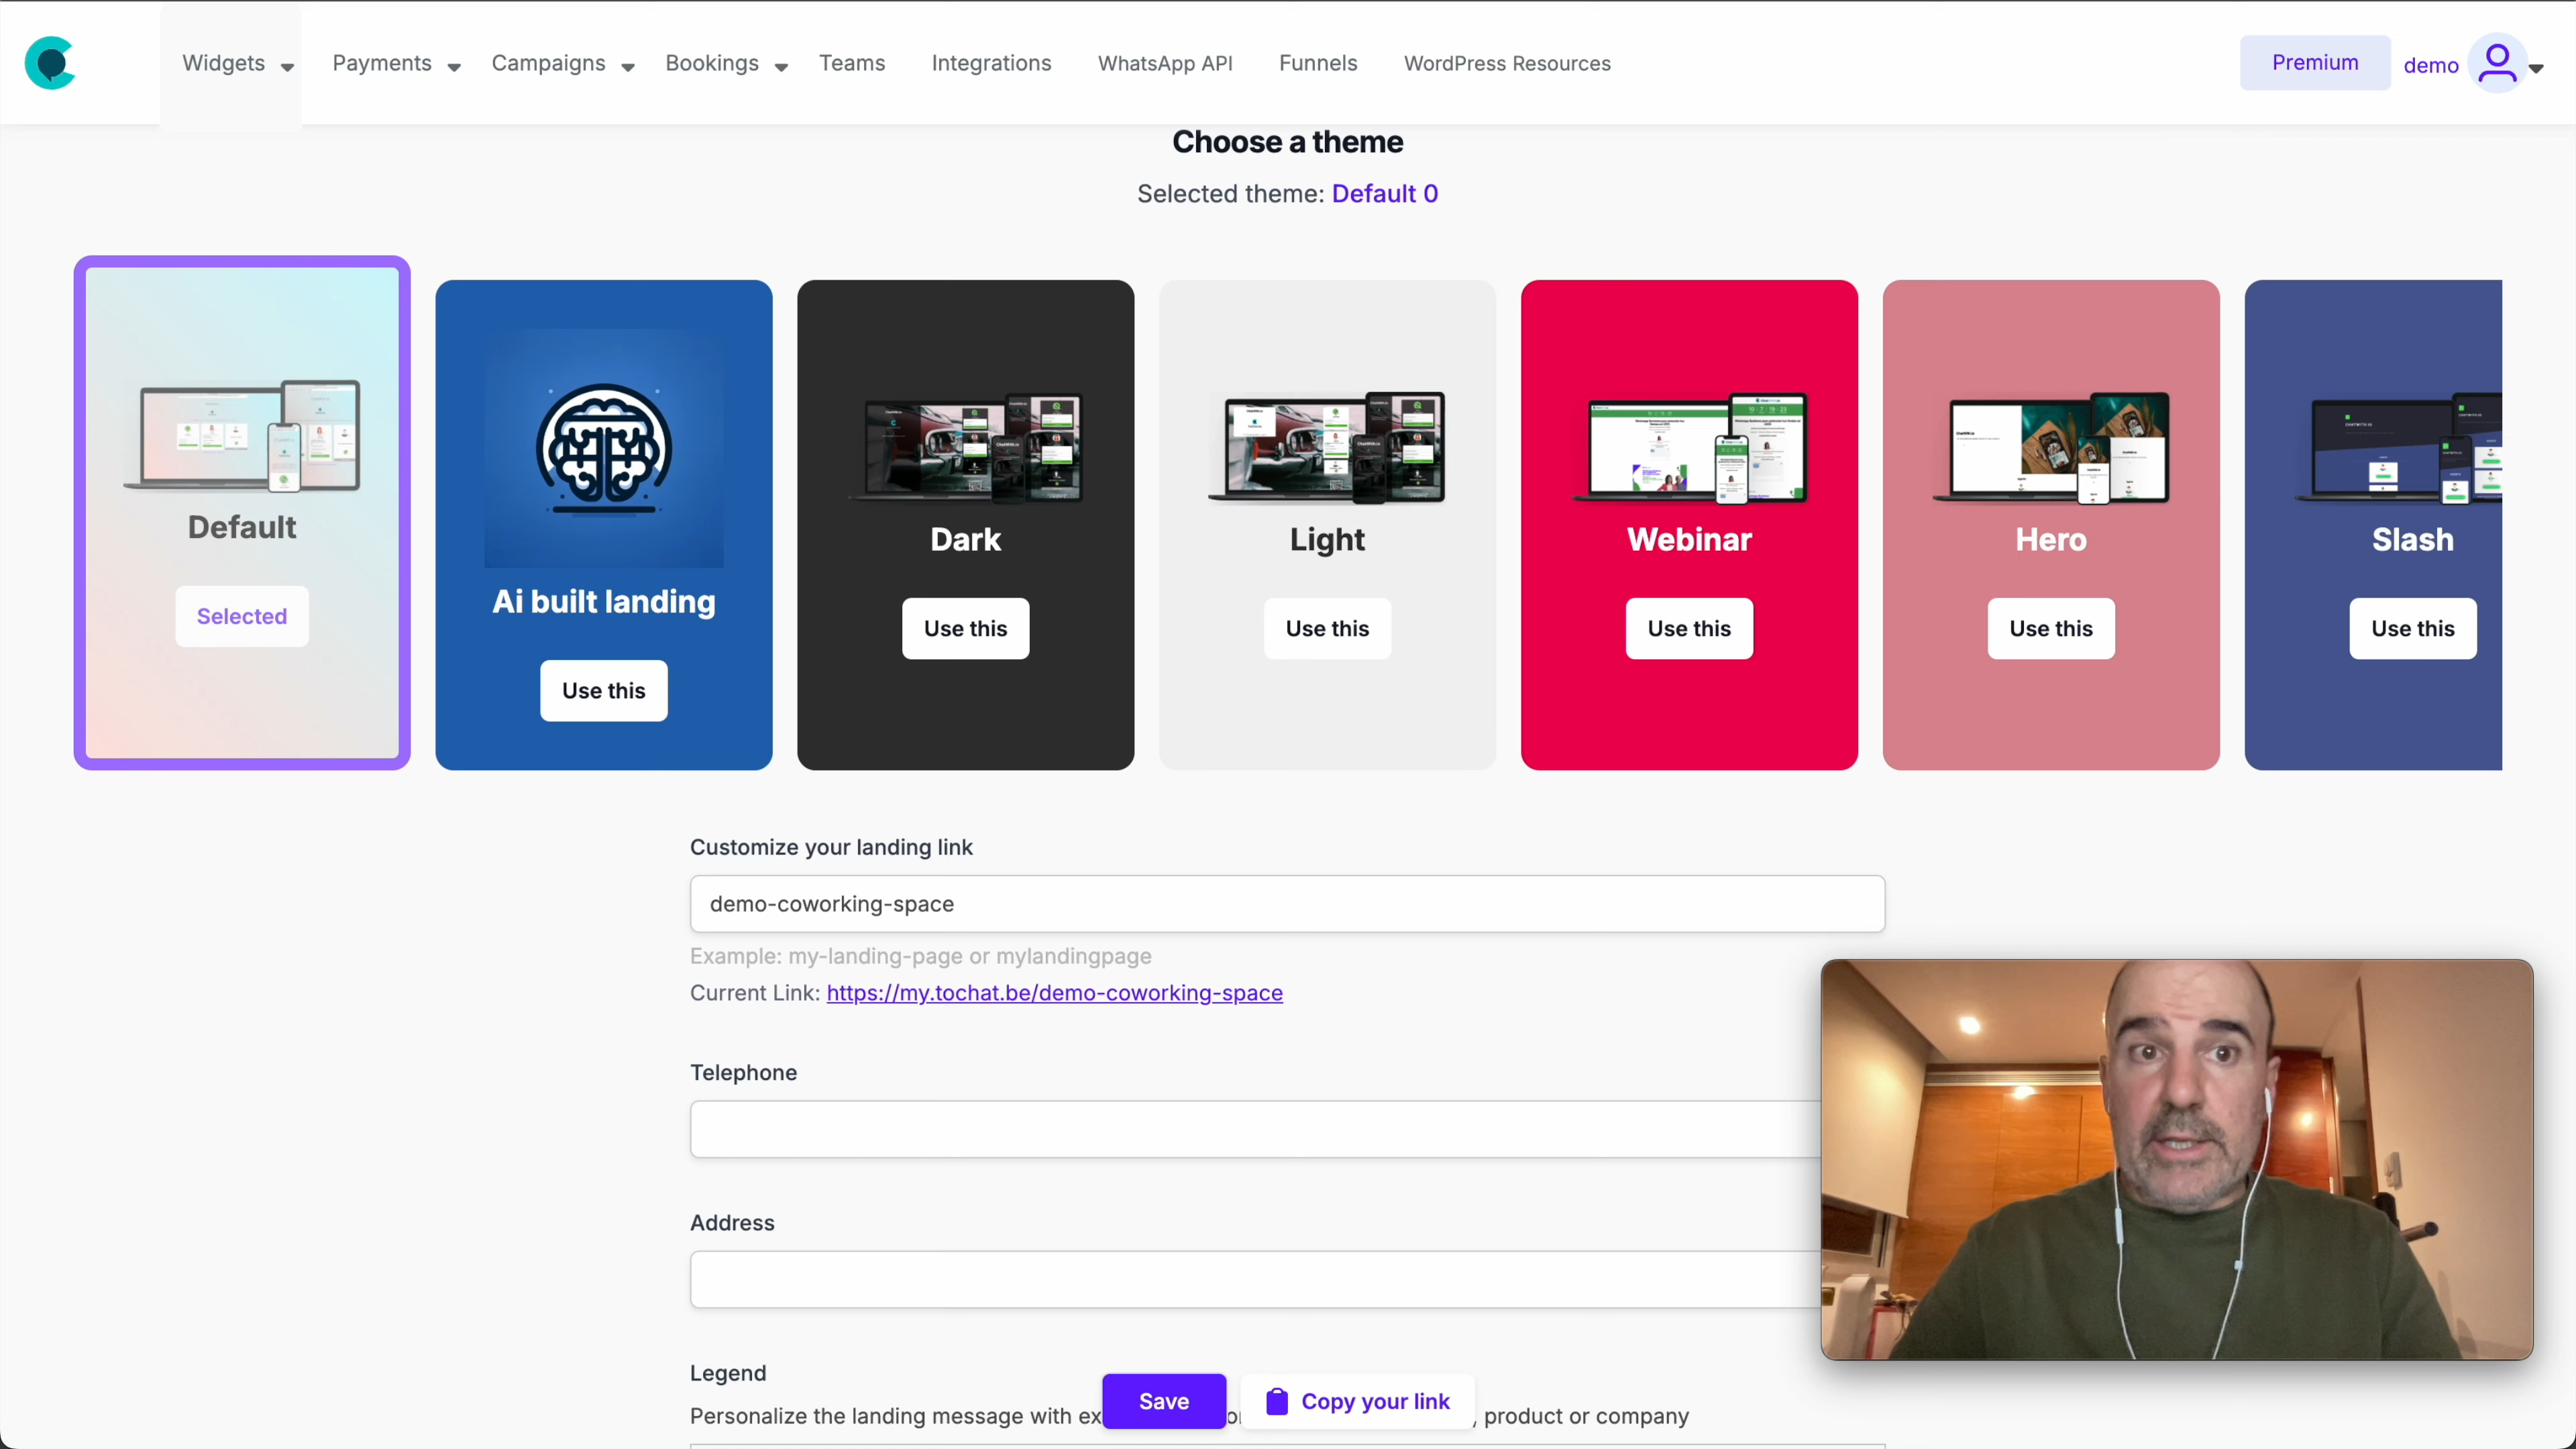 Widgets Payments Campaigns Bookings Teams Integrations WhatsApp API Funnels WordPress Resources Premium demo
Choose a theme
Selected theme: Default 0
Default
Selected
Ai built landing
Use this
Dark
Use this
Light
Use this
Webinar
Use this
Hero
Use this
Slash
Use this
Customize your landing link
demo-coworking-space
Example: my-landing-page or mylandingpage
Current Link: https://my.tochat.be/demo-coworking-space
Telephone
Address
Legend
Personalize the landing message with ex
, product or company
Save
Copy your link